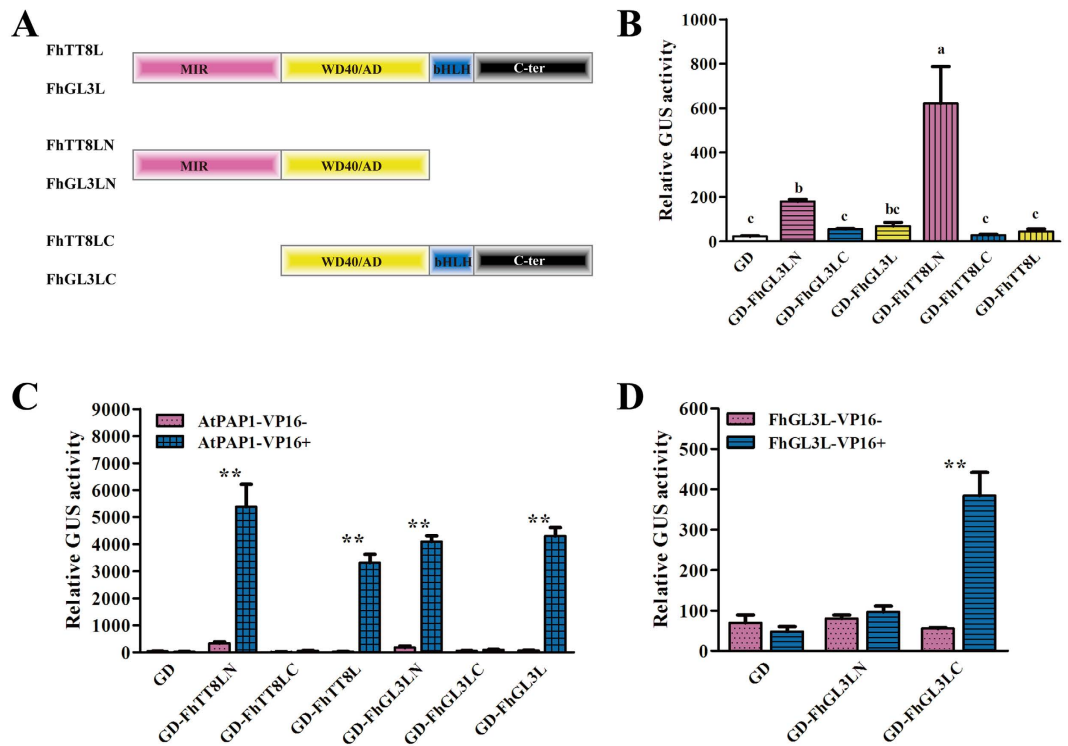 A
FhTT8L
FhGL3L
MIR WD40/AD bHLH C-ter
FhTT8LN
FhGL3LN
MIR WD40/AD
FhTT8LC
FhGL3LC
WD40/AD bHLH C-ter
B
Relative GUS activity
1000
800
600
400
200
0
c b c bc a c c
GD GD-FhGL3LN GD-FhGL3LC GD-FhGL3L GD-FhTT8LN GD-FhTT8LC GD-FhTT8L
C
Relative GUS activity
9000
8000
7000
6000
5000
4000
3000
2000
1000
0
AtPAP1-VP16-
AtPAP1-VP16+
** ** ** **
GD GD-FhTT8LN GD-FhTT8LC GD-FhTT8L GD-FhGL3LN GD-FhGL3LC GD-FhGL3L
D
Relative GUS activity
600
500
400
300
200
100
0
FhGL3L-VP16-
FhGL3L-VP16+
**
GD GD-FhGL3LN GD-FhGL3LC